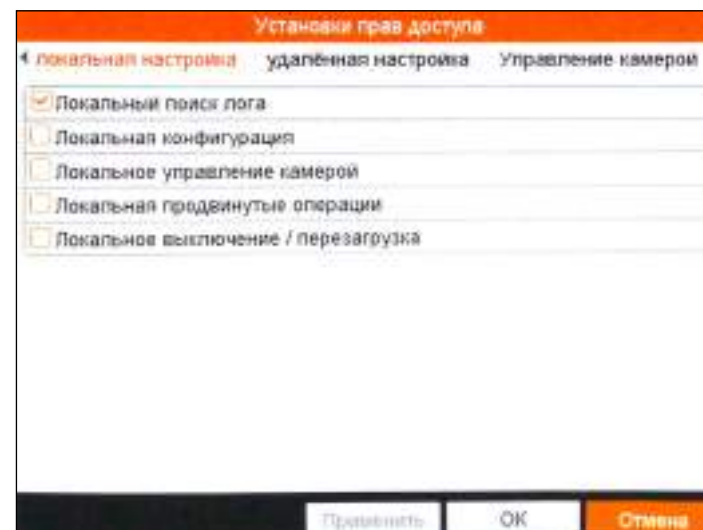 Установки прав доступа
локальная настройка удалённая настройка Управление камерой
Локальный поиск лога
Локальная конфигурация
Локальное управление камерой
Локальная продвинутые операции
Локальное выключение / перезагрузка
Применить OK Отмена